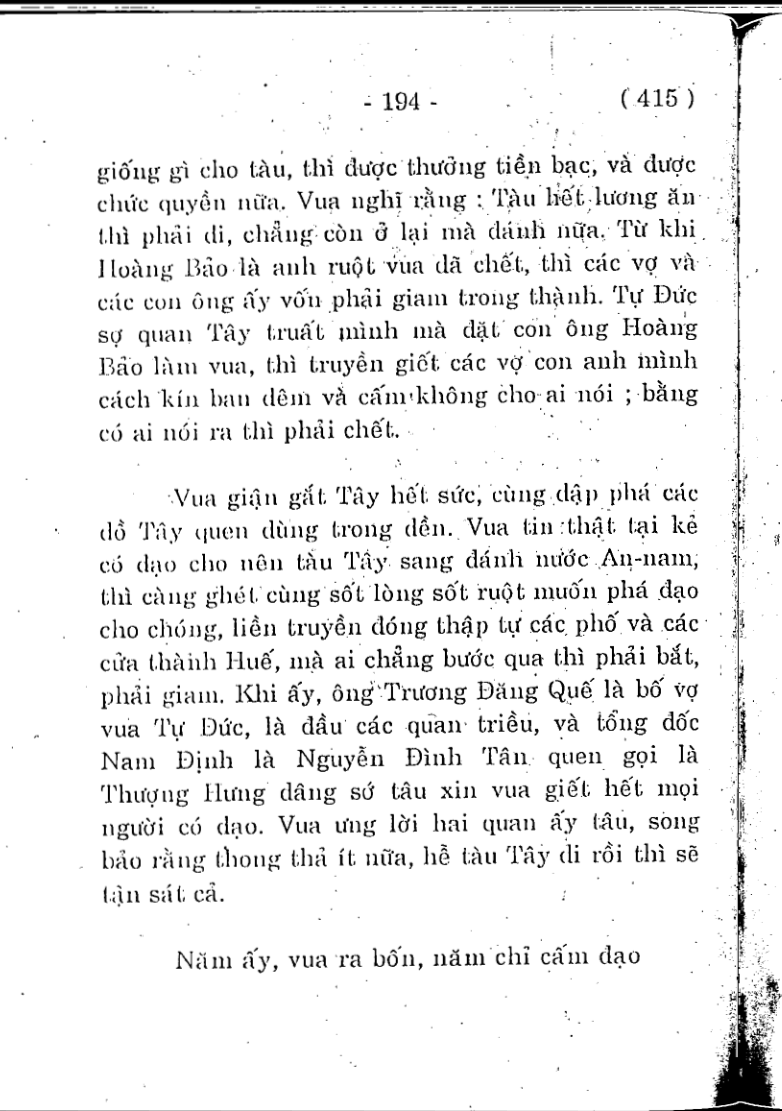 - 194 - ( 415 )
giống gì cho tàu, thì được thưởng tiền bạc, và được
chức quyền nữa. Vua nghĩ rằng : Tàu hết lương ăn
thì phải đi, chẳng còn ở lại mà đánh nữa. Từ khi
Hoàng Bảo là anh ruột vua đã chết, thì các vợ và
các con ông ấy vốn phải giam trong thành. Tự Đức
sợ quan Tây truất mình mà đặt con ông Hoàng
Bảo làm vua, thì truyền giết các vợ con anh mình
cách kín ban đêm và cấm không cho ai nói ; bằng
có ai nói ra thì phải chết.
Vua giận gắt Tây hết sức, cùng đập phá các
đồ Tây quen dùng trong đền. Vua tin thật tại kẻ
có đạo cho nên tàu Tây sang đánh nước An-nam,
thì càng ghét cùng sốt lòng sốt ruột muốn phá đạo
cho chóng, liền truyền đóng thập tự các phố và các
cửa thành Huế, mà ai chẳng bước qua thì phải bắt,
phải giam. Khi ấy, ông Trương Đăng Quế là bố vợ
vua Tự Đức, là đầu các quan triều, và tổng đốc
Nam Định là Nguyễn Đình Tân quen gọi là
Thượng Hưng dâng sớ tâu xin vua giết hết mọi
người có đạo. Vua ưng lời hai quan ấy tâu, song
bảo rằng thong thả ít nữa, hễ tàu Tây đi rồi thì sẽ
tận sát cả.
Năm ấy, vua ra bốn, năm chỉ cấm đạo